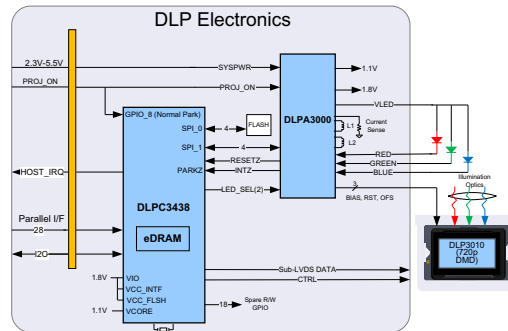 DLP Electronics
2.3V-5.5V
SYSPWR
1.1V
PROJ_ON
PROJ_ON
1.8V
GPIO_8 (Normal Park)
DLPA3000
VLED
SPI_0
4
FLASH
L1
Current
Sense
SPI_1
4
L2
RESETZ
RED
HOST_IRQ
PARKZ
INTZ
GREEN
BLUE
LED_SEL(2)
3
BIAS, RST, OFS
Illumination
Optics
DLPC3438
Parallel I/F
28
eDRAM
I2C
DLP3010
(720p
DMD)
Sub-LVDS DATA
CTRL
1.8V
VIO
VCC_INTF
VCC_FLSH
1.1V
VCORE
18
Spare R/W
GPIO